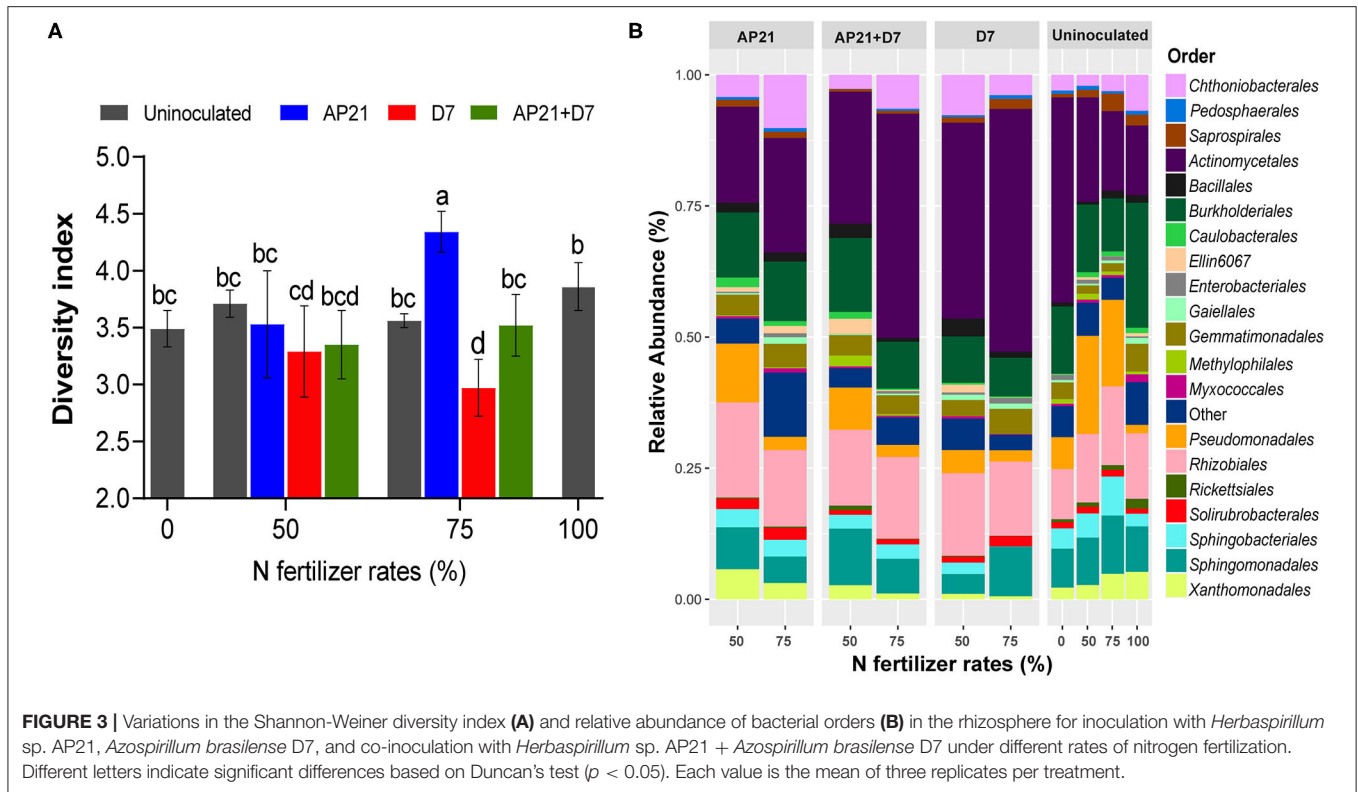 A
Uninoculated AP21 D7 AP21+D7
Diversity index
5.0
4.5
4.0
3.5
3.0
2.5
2.0
bc
bc
bc
cd
bcd
bc
a
d
bc
b
0 50 75 100
N fertilizer rates (%)
B
AP21 AP21+D7 D7 Uninoculated
Relative Abundance (%)
1.00
0.75
0.50
0.25
0.00
50 75 50 75 50 75 0 50 75 100
N fertilizer rates (%)
Order
Chthoniobacterales
Pedosphaerales
Saprospirales
Actinomycetales
Bacillales
Burkholderiales
Caulobacterales
Ellin6067
Enterobacteriales
Gaiellales
Gemmatimonadales
Methylophilales
Myxococcales
Other
Pseudomonadales
Rhizobiales
Rickettsiales
Solirubrobacterales
Sphingobacteriales
Sphingomonadales
Xanthomonadales
FIGURE 3 | Variations in the Shannon-Weiner diversity index (A) and relative abundance of bacterial orders (B) in the rhizosphere for inoculation with Herbaspirillum
sp. AP21, Azospirillum brasilense D7, and co-inoculation with Herbaspirillum sp. AP21 + Azospirillum brasilense D7 under different rates of nitrogen fertilization.
Different letters indicate significant differences based on Duncan's test (p < 0.05). Each value is the mean of three replicates per treatment.